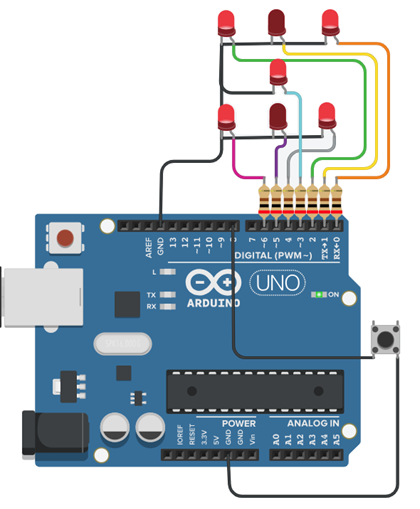 AREF
GND
13
12
~11
~10
~9
8
7
~6
~5
4
~3
2
TX→1
RX←0
DIGITAL (PWM~)
L
TX
RX
ARDUINO
UNO
ON
IOREF
RESET
3.3V
5V
GND
GND
Vin
POWER
ANALOG IN
A0
A1
A2
A3
A4
A5